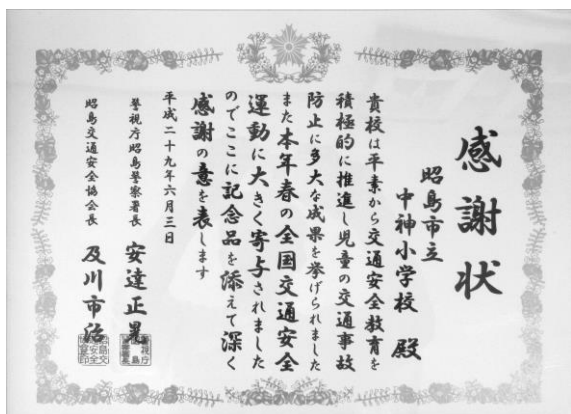 感謝状
昭島市立
中神小学校 殿
貴校は平素から交通安全教育を
積極的に推進し児童の交通事故
防止に多大な成果を挙げられました
また本年春の全国交通安全
運動に大きく寄与されました
のでここに記念品を添えて深く
感謝の意を表します
平成二十九年六月三日
警視庁昭島警察署長 安達正晃
昭島交通安全協会長 及川市治